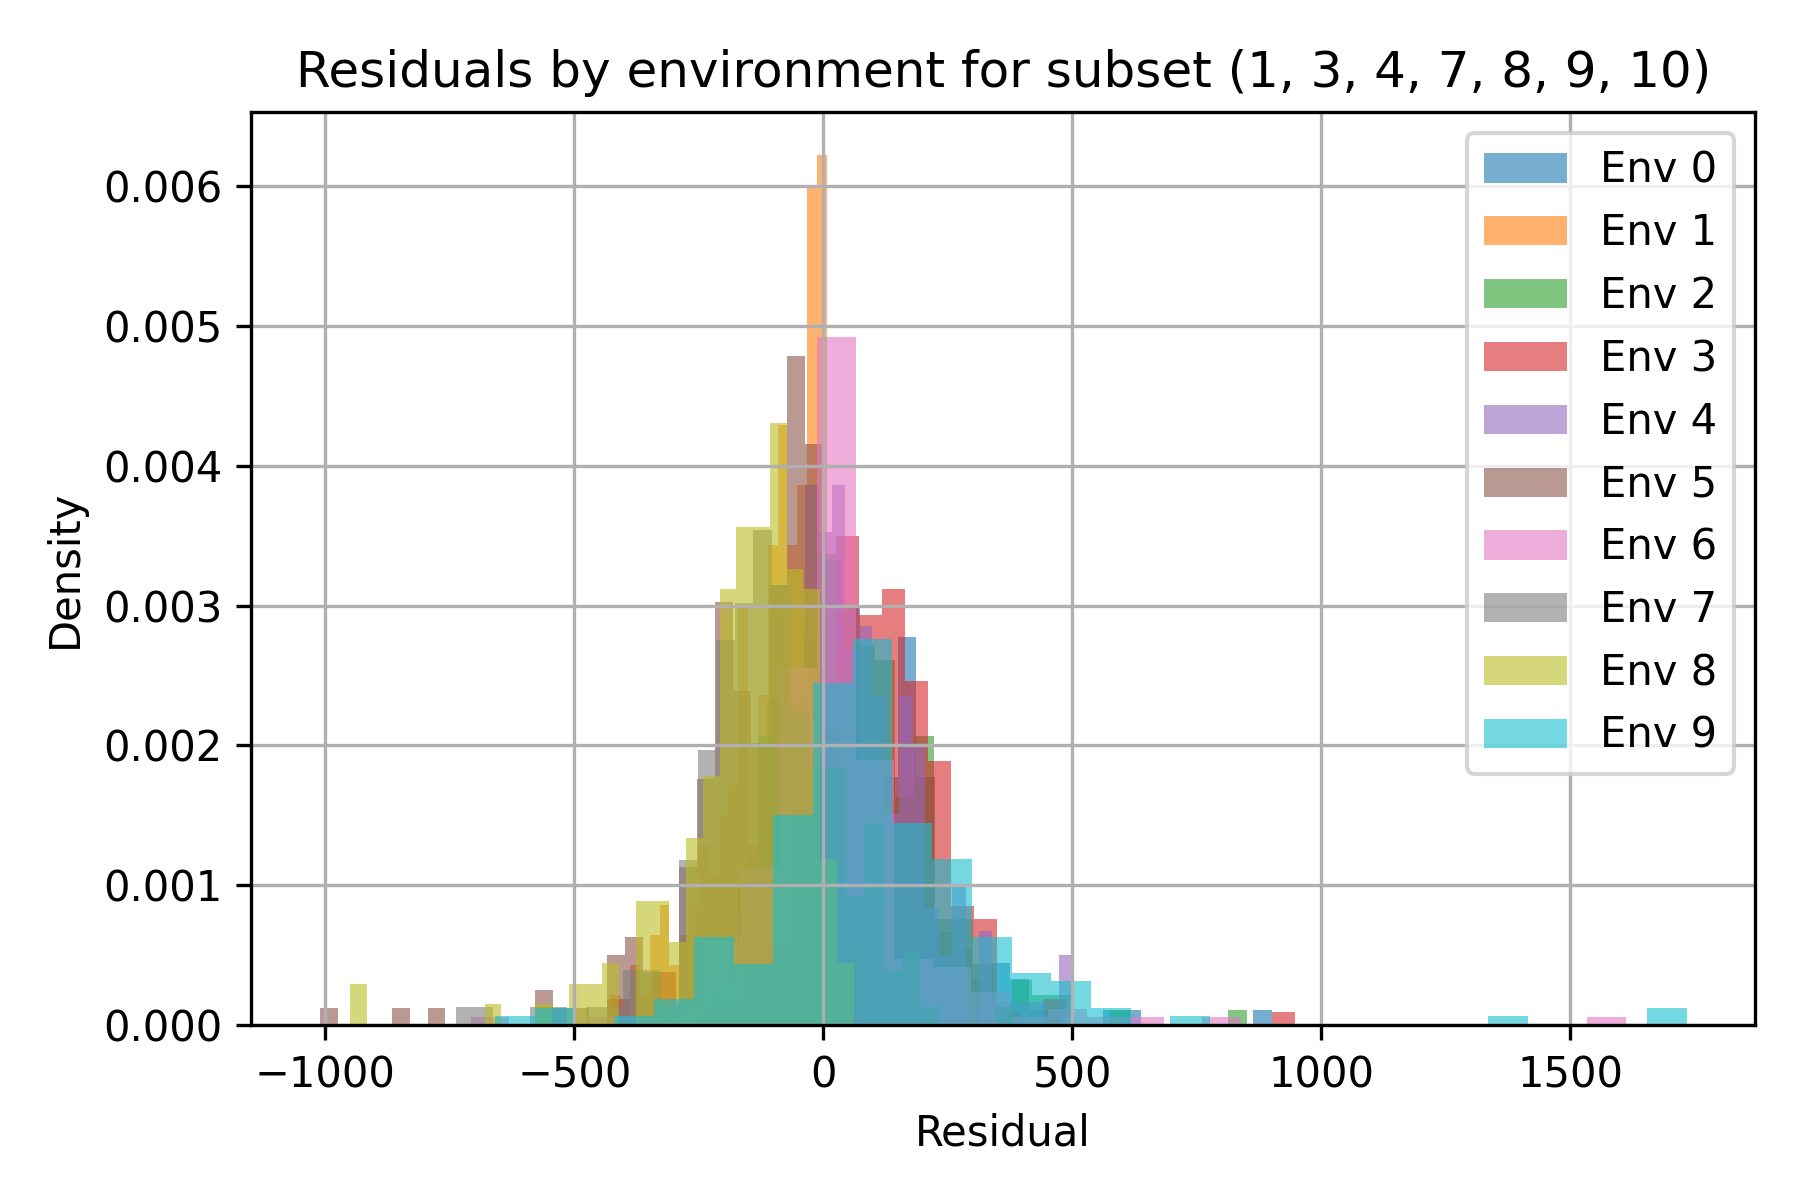 Residuals by environment for subset (1, 3, 4, 7, 8, 9, 10)
Density
0.006
0.005
0.004
0.003
0.002
0.001
0.000
Env 0
Env 1
Env 2
Env 3
Env 4
Env 5
Env 6
Env 7
Env 8
Env 9
−1000
−500
0
500
1000
1500
Residual